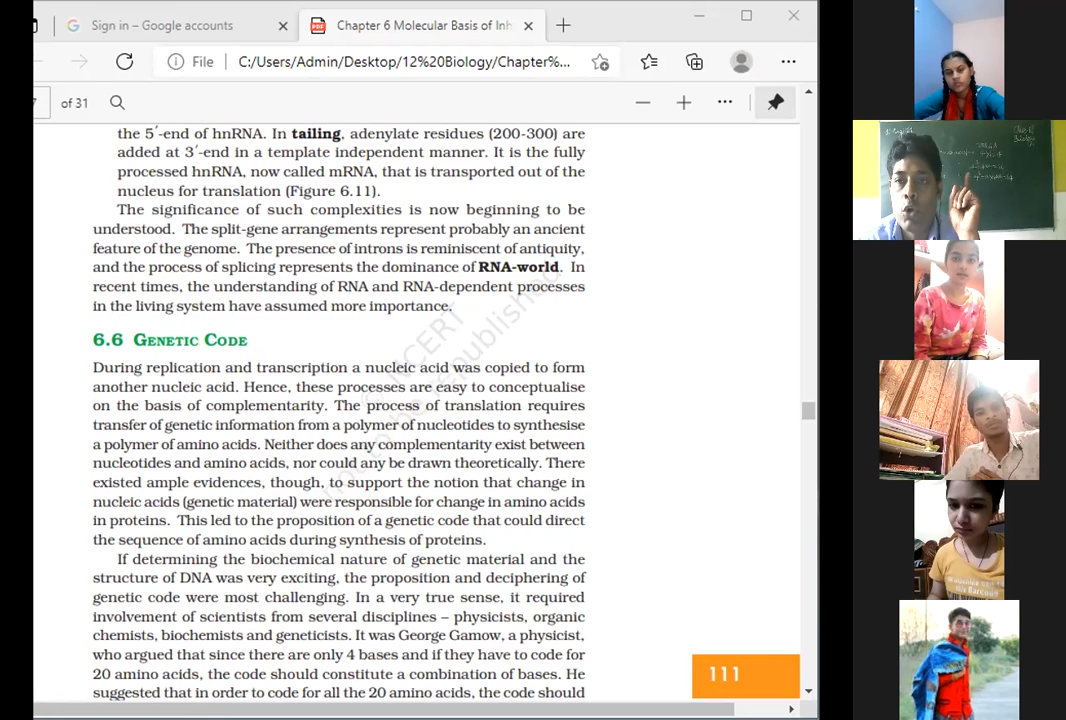 Sign in – Google accounts
Chapter 6 Molecular Basis of Inh
File
C:/Users/Admin/Desktop/12%20Biology/Chapter%...
7 of 31
the 5′-end of hnRNA. In tailing, adenylate residues (200-300) are
added at 3′-end in a template independent manner. It is the fully
processed hnRNA, now called mRNA, that is transported out of the
nucleus for translation (Figure 6.11).
The significance of such complexities is now beginning to be
understood. The split-gene arrangements represent probably an ancient
feature of the genome. The presence of introns is reminiscent of antiquity,
and the process of splicing represents the dominance of RNA-world. In
recent times, the understanding of RNA and RNA-dependent processes
in the living system have assumed more importance.
6.6 GENETIC CODE
During replication and transcription a nucleic acid was copied to form
another nucleic acid. Hence, these processes are easy to conceptualise
on the basis of complementarity. The process of translation requires
transfer of genetic information from a polymer of nucleotides to synthesise
a polymer of amino acids. Neither does any complementarity exist between
nucleotides and amino acids, nor could any be drawn theoretically. There
existed ample evidences, though, to support the notion that change in
nucleic acids (genetic material) were responsible for change in amino acids
in proteins. This led to the proposition of a genetic code that could direct
the sequence of amino acids during synthesis of proteins.
If determining the biochemical nature of genetic material and the
structure of DNA was very exciting, the proposition and deciphering of
genetic code were most challenging. In a very true sense, it required
involvement of scientists from several disciplines – physicists, organic
chemists, biochemists and geneticists. It was George Gamow, a physicist,
who argued that since there are only 4 bases and if they have to code for
20 amino acids, the code should constitute a combination of bases. He
suggested that in order to code for all the 20 amino acids, the code should
© NCERT
not to be republished
111